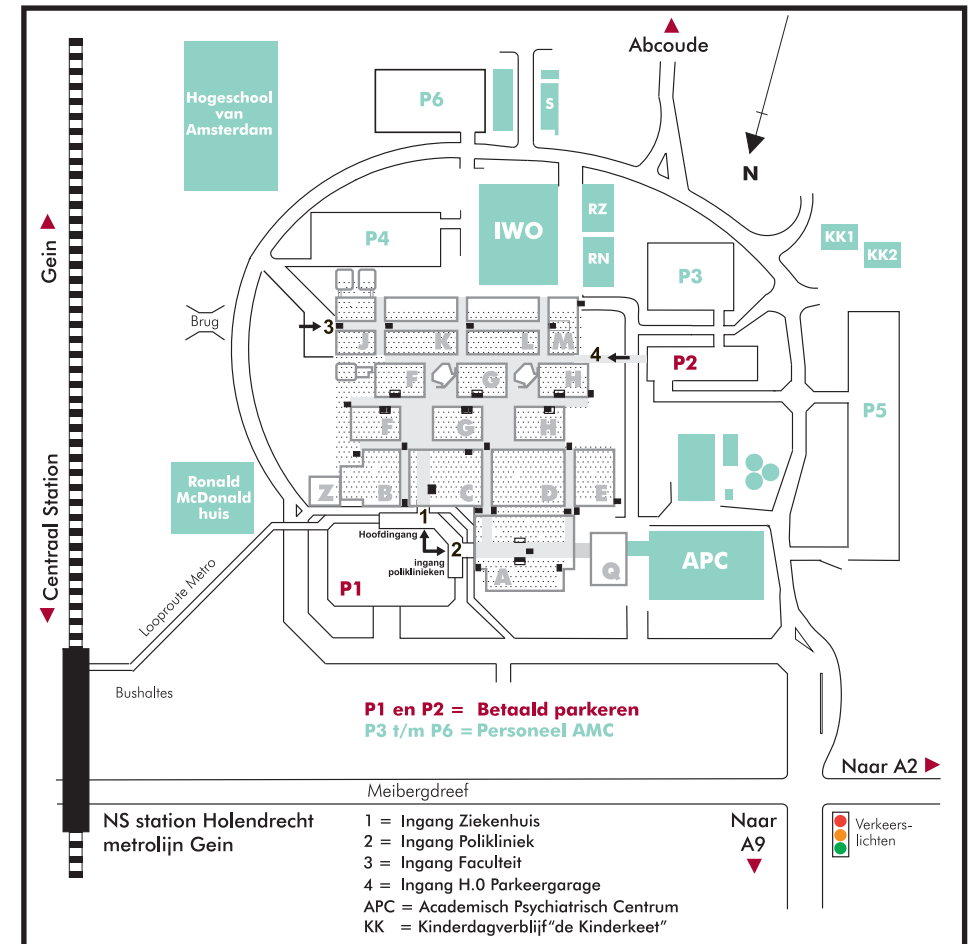 Abcoude
Hogeschool
van
Amsterdam
P6
S
N
Gein
P4
IWO
RZ
RN
KK1
KK2
P3
Brug
3
J
K
L
M
4
P2
F
G
H
P5
F
G
H
Centraal Station
Ronald
McDonald
huis
Z
B
C
D
E
1
Hoofdingang
2
ingang
poliklinieken
A
Q
APC
P1
Looproute Metro
Bushaltes
P1 en P2 = Betaald parkeren
P3 t/m P6 = Personeel AMC
Naar A2
Meibergdreef
NS station Holendrecht
metrolijn Gein
1 = Ingang Ziekenhuis
2 = Ingang Polikliniek
3 = Ingang Faculteit
4 = Ingang H.0 Parkeergarage
APC = Academisch Psychiatrisch Centrum
KK = Kinderdagverblijf“de Kinderkeet”
Naar
A9
Verkeers-
lichten